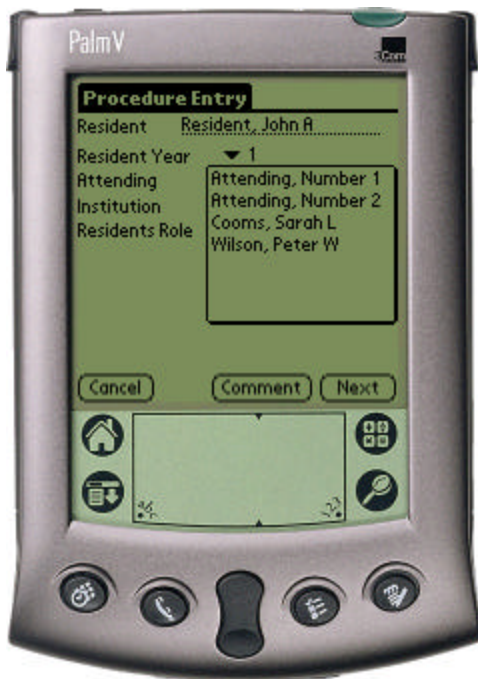 Palm V
3Com
Procedure Entry
Resident Resident, John A
Resident Year 1
Attending Attending, Number 1
Institution Attending, Number 2
Residents Role Cooms, Sarah L
Wilson, Peter W
Cancel Comment Next